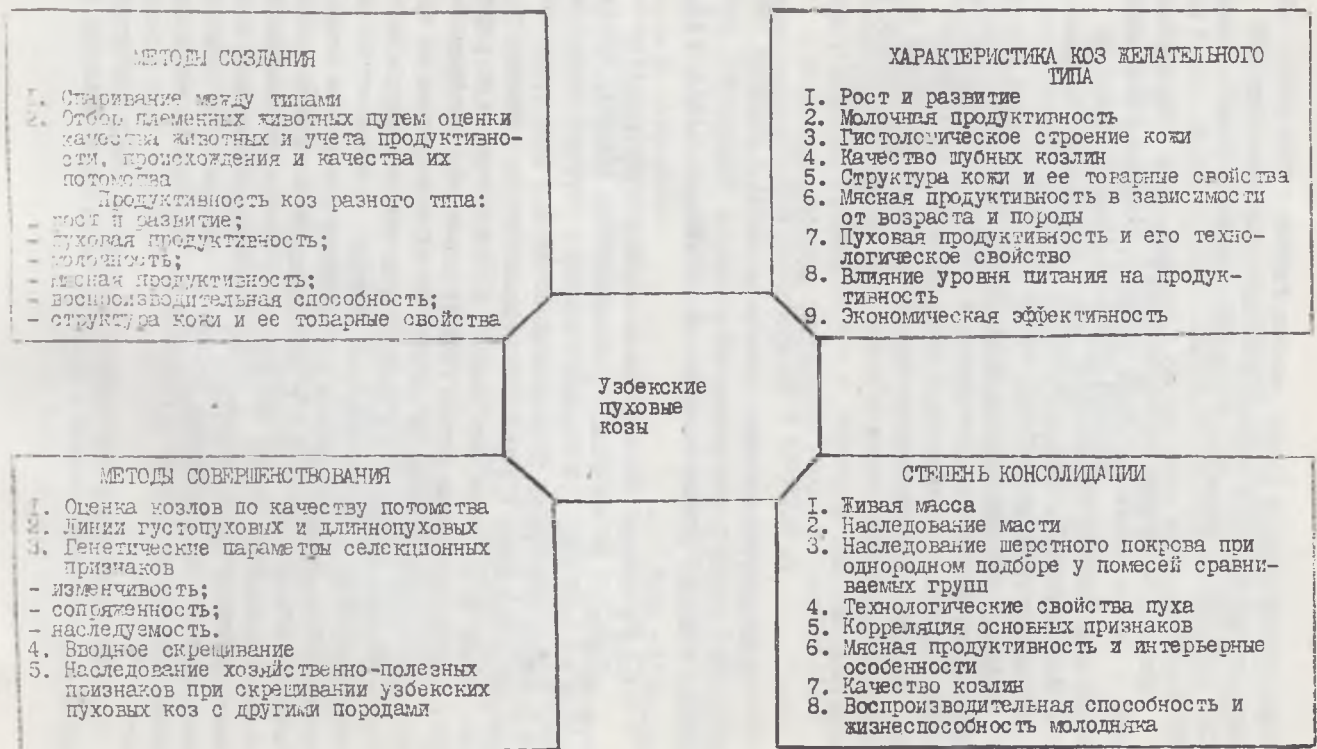 МЕТОДЫ СОЗДАНИЯ
I. Спаривание между типами
2. Отбор племенных животных путем оценки
качества животных и учета продуктивно-
сти, происхождения и качества их
потомства
Продуктивность коз разного типа:
- рост и развитие;
- пуховая продуктивность;
- молочность;
- мясная продуктивность;
- воспроизводительная способность;
- структура кожи и ее товарные свойства
ХАРАКТЕРИСТИКА КОЗ ЖЕЛАТЕЛЬНОГО
ТИПА
I. Рост и развитие
2. Молочная продуктивность
3. Гистологическое строение кожи
4. Качество шубных козлин
5. Структура кожи и ее товарные свойства
6. Мясная продуктивность в зависимости
от возраста и породы
7. Пуховая продуктивность и его техно-
логическое свойство
8. Влияние уровня питания на продук-
тивность
9. Экономическая эффективность
Узбекские
пуховые
козы
МЕТОДЫ СОВЕРШЕНСТВОВАНИЯ
I. Оценка козлов по качеству потомства
2. Линии густопуховых и длиннопуховых
3. Генетические параметры селекционных
признаков
- изменчивость;
- сопряженность;
- наследуемость.
4. Вводное скрещивание
5. Наследование хозяйственно-полезных
признаков при скрещивании узбекских
пуховых коз с другими породами
СТЕПЕНЬ КОНСОЛИДАЦИИ
I. Живая масса
2. Наследование масти
3. Наследование шерстного покрова при
однородном подборе у помесей сравни-
ваемых групп
4. Технологические свойства пуха
5. Корреляция основных признаков
6. Мясная продуктивность и интерьерные
особенности
7. Качество козлин
8. Воспроизводительная способность и
жизнеспособность молодняка